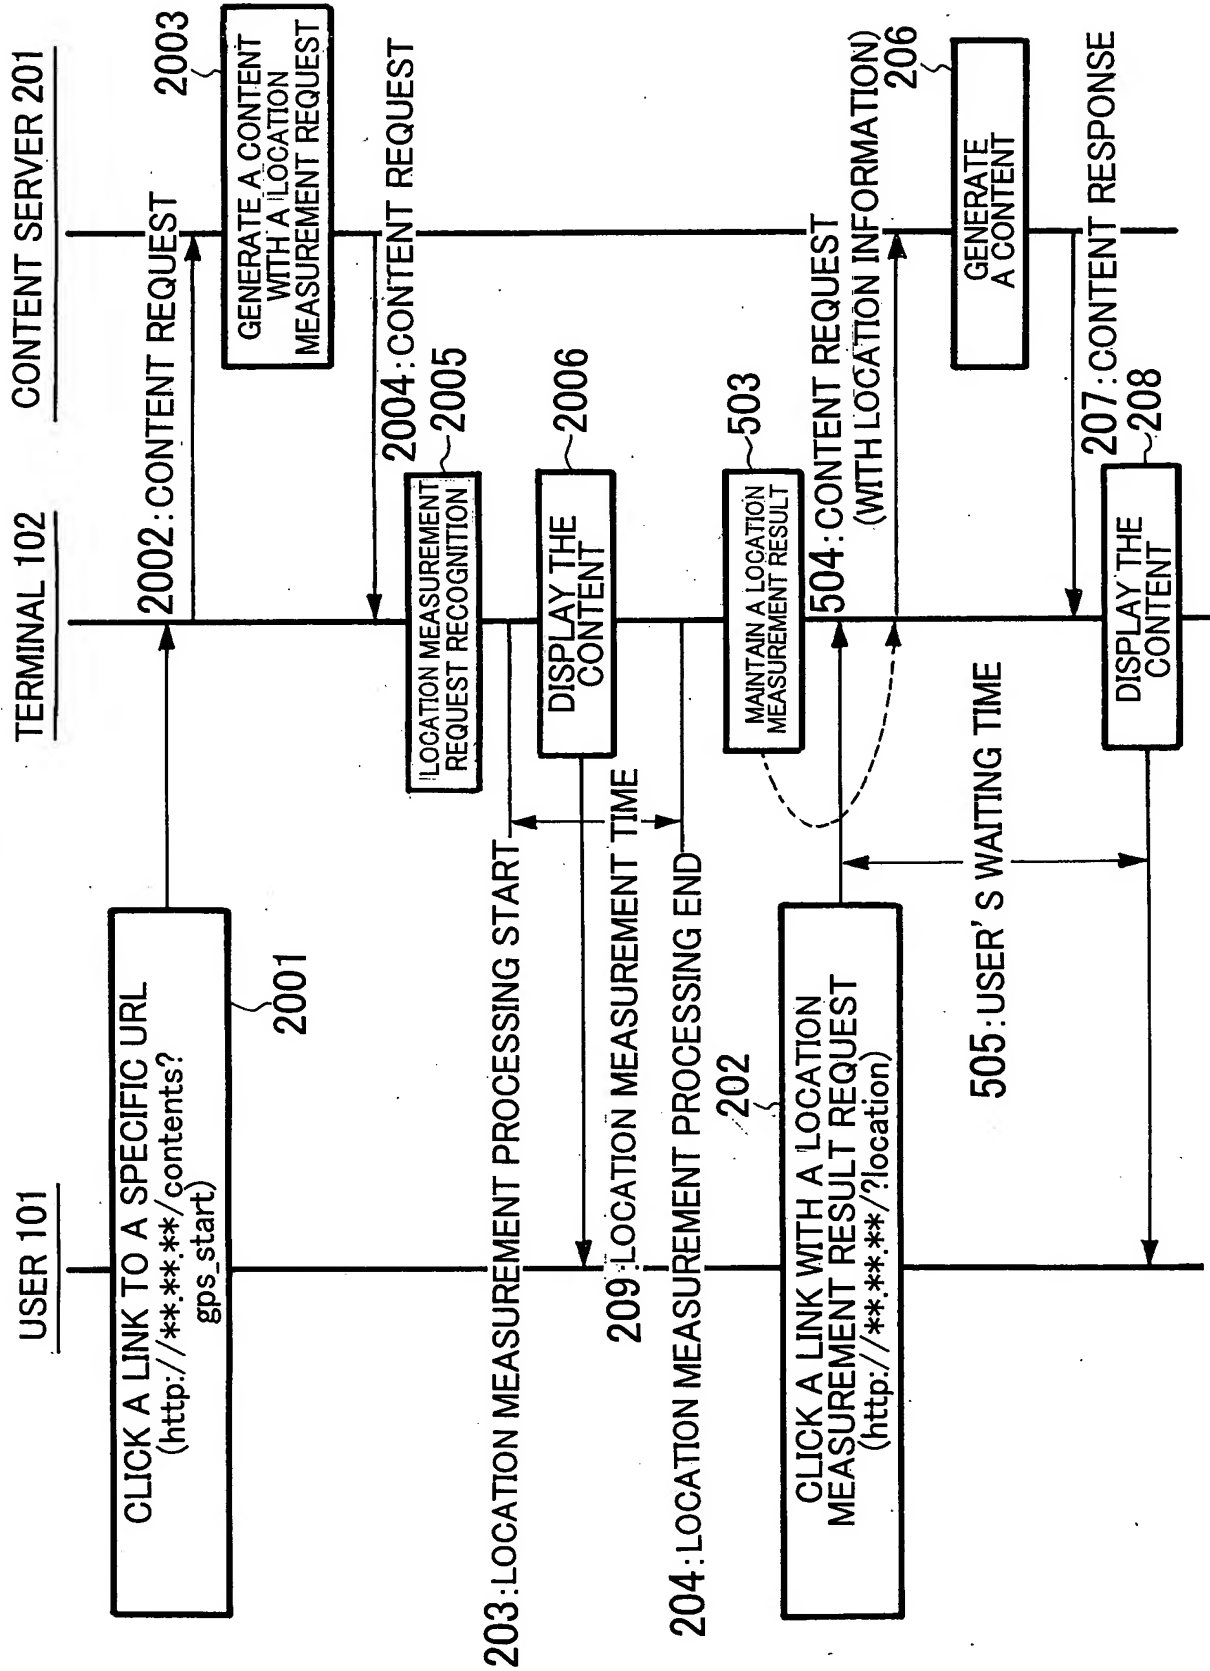 USER 101
TERMINAL 102
CONTENT SERVER 201
CLICK A LINK TO A SPECIFIC URL
(http://**.**.**/contents?
gps_start)
2001
2002:CONTENT REQUEST
2003
GENERATE A CONTENT
WITH A LOCATION
MEASUREMENT REQUEST
2004:CONTENT REQUEST
2005
LOCATION MEASUREMENT
REQUEST RECOGNITION
203:LOCATION MEASUREMENT PROCESSING START
2006
DISPLAY THE
CONTENT
209:LOCATION MEASUREMENT TIME
204:LOCATION MEASUREMENT PROCESSING END
503
MAINTAIN A LOCATION
MEASUREMENT RESULT
202
CLICK A LINK WITH A LOCATION
MEASUREMENT RESULT REQUEST
(http://**.**.**/?location)
504:CONTENT REQUEST
(WITH LOCATION INFORMATION)
206
GENERATE
A CONTENT
505:USER'S WAITING TIME
207:CONTENT RESPONSE
208
DISPLAY THE
CONTENT